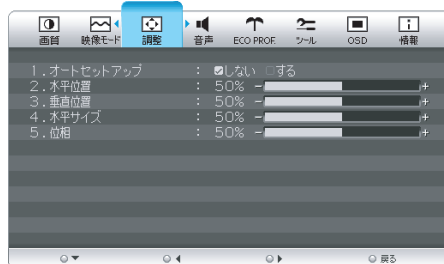 画質 映像モード 調整 音声 ECO PROF. ツール OSD 情報
1.オートセットアップ : しない する
2.水平位置 : 50% - +
3.垂直位置 : 50% - +
4.水平サイズ : 50% - +
5.位相 : 50% - +
戻る